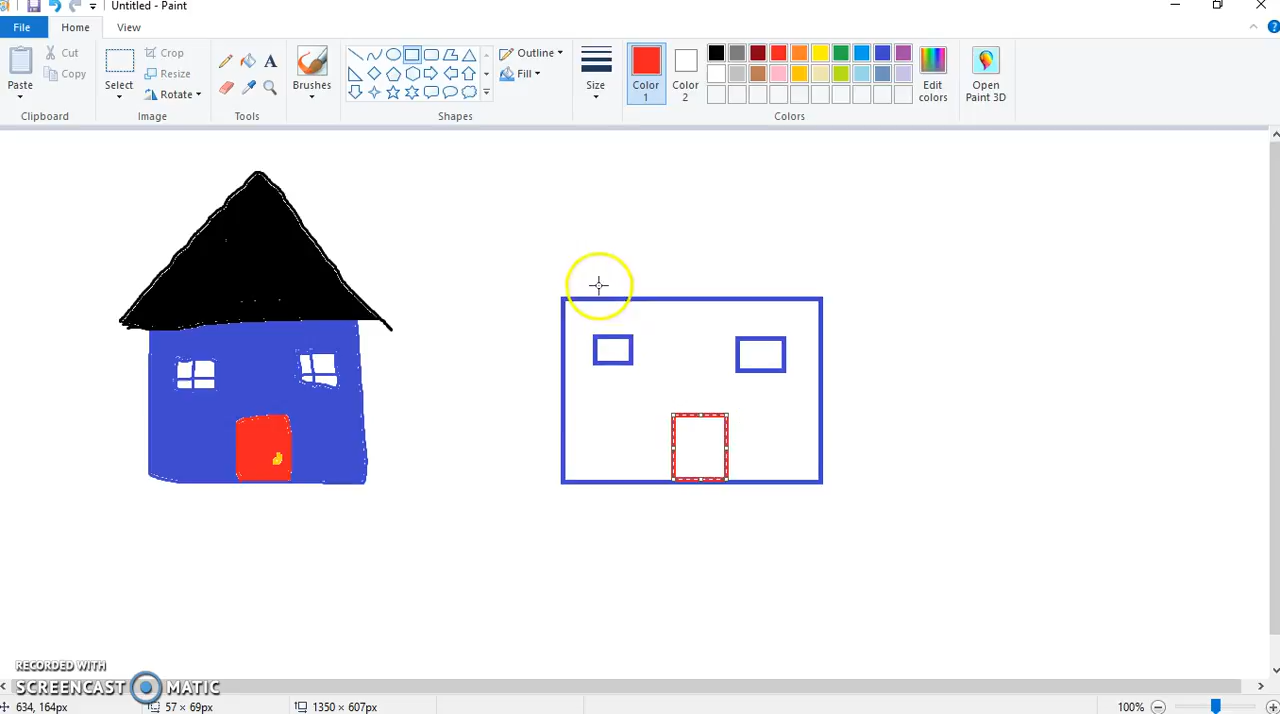 Untitled - Paint
File Home View
Paste
Cut
Copy
Clipboard
Select
Crop
Resize
Rotate
Image
A
Tools
Brushes
Shapes
Outline
Fill
Size
Color 1
Color 2
Edit colors
Colors
Open Paint 3D
RECORDED WITH
SCREENCAST MATIC
634, 164px 57 × 69px 1350 × 607px 100%